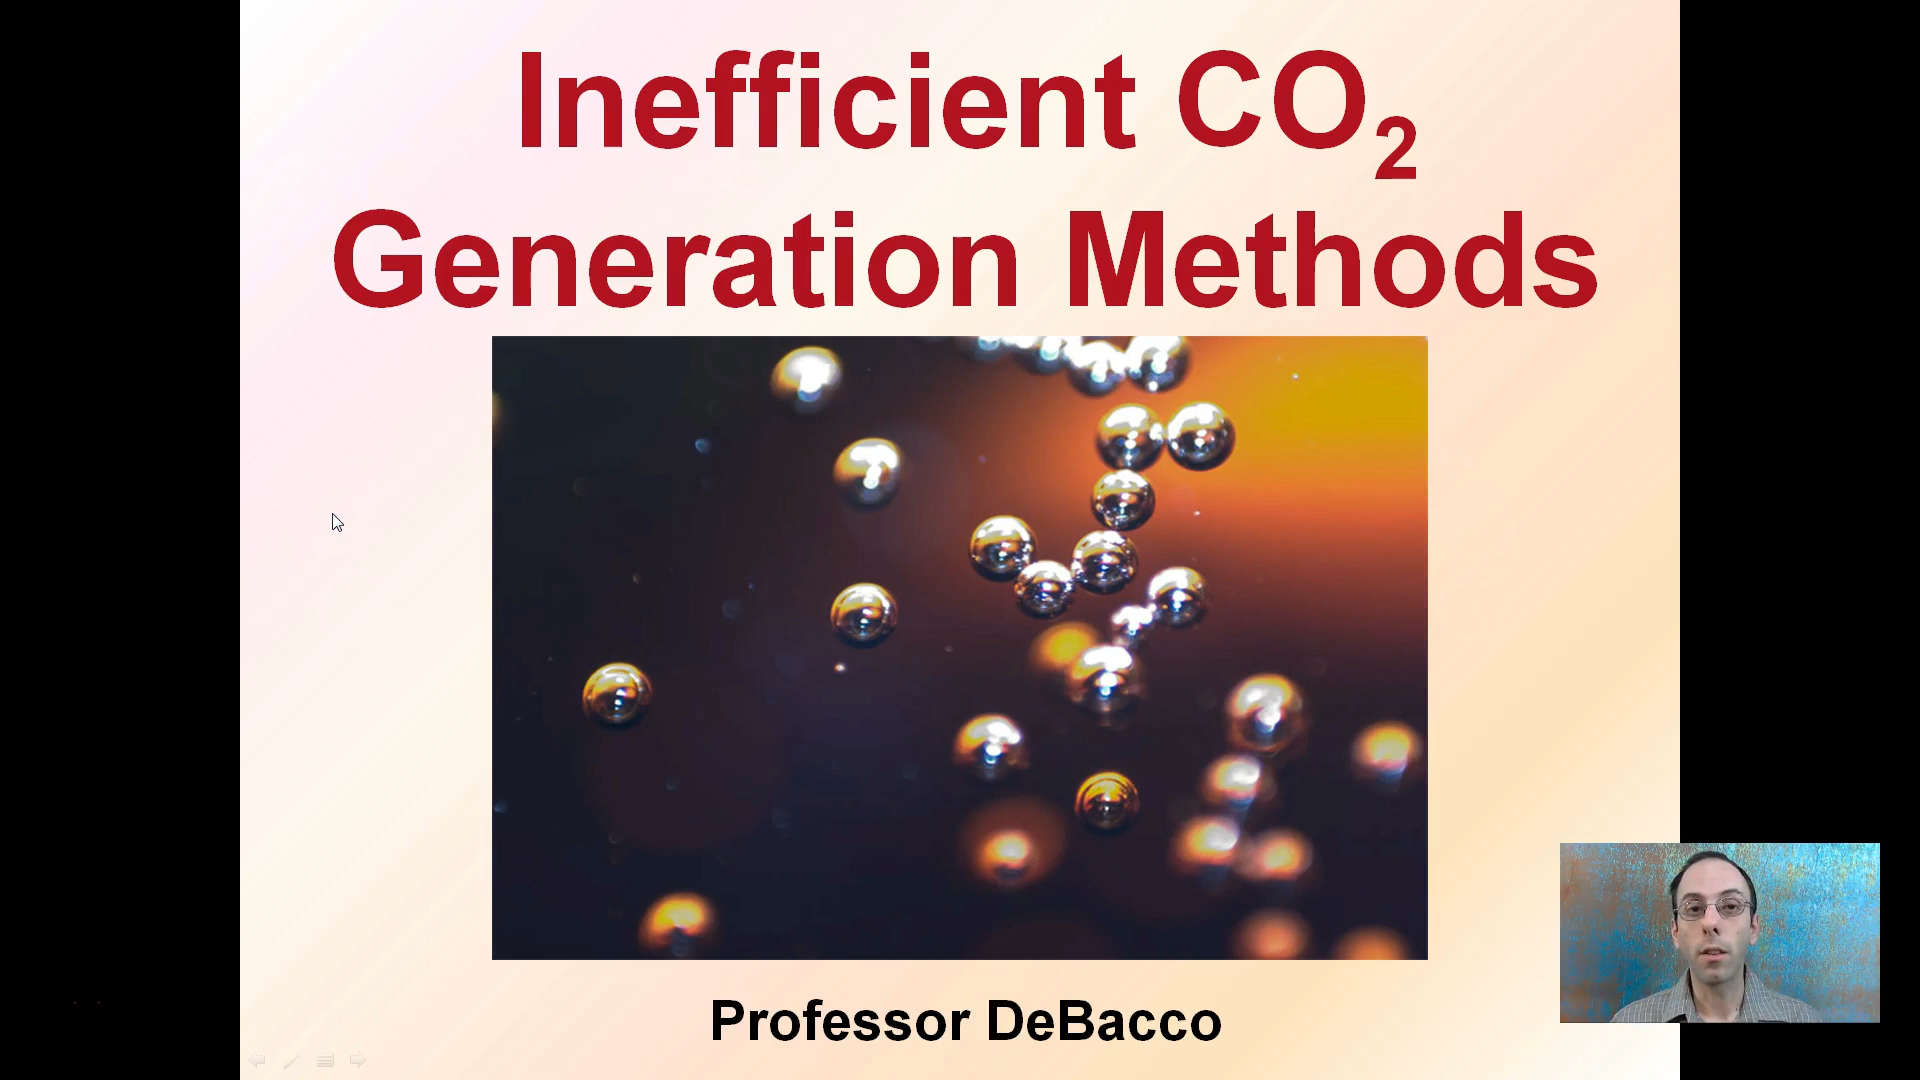 Inefficient CO₂
Generation Methods
Professor DeBacco